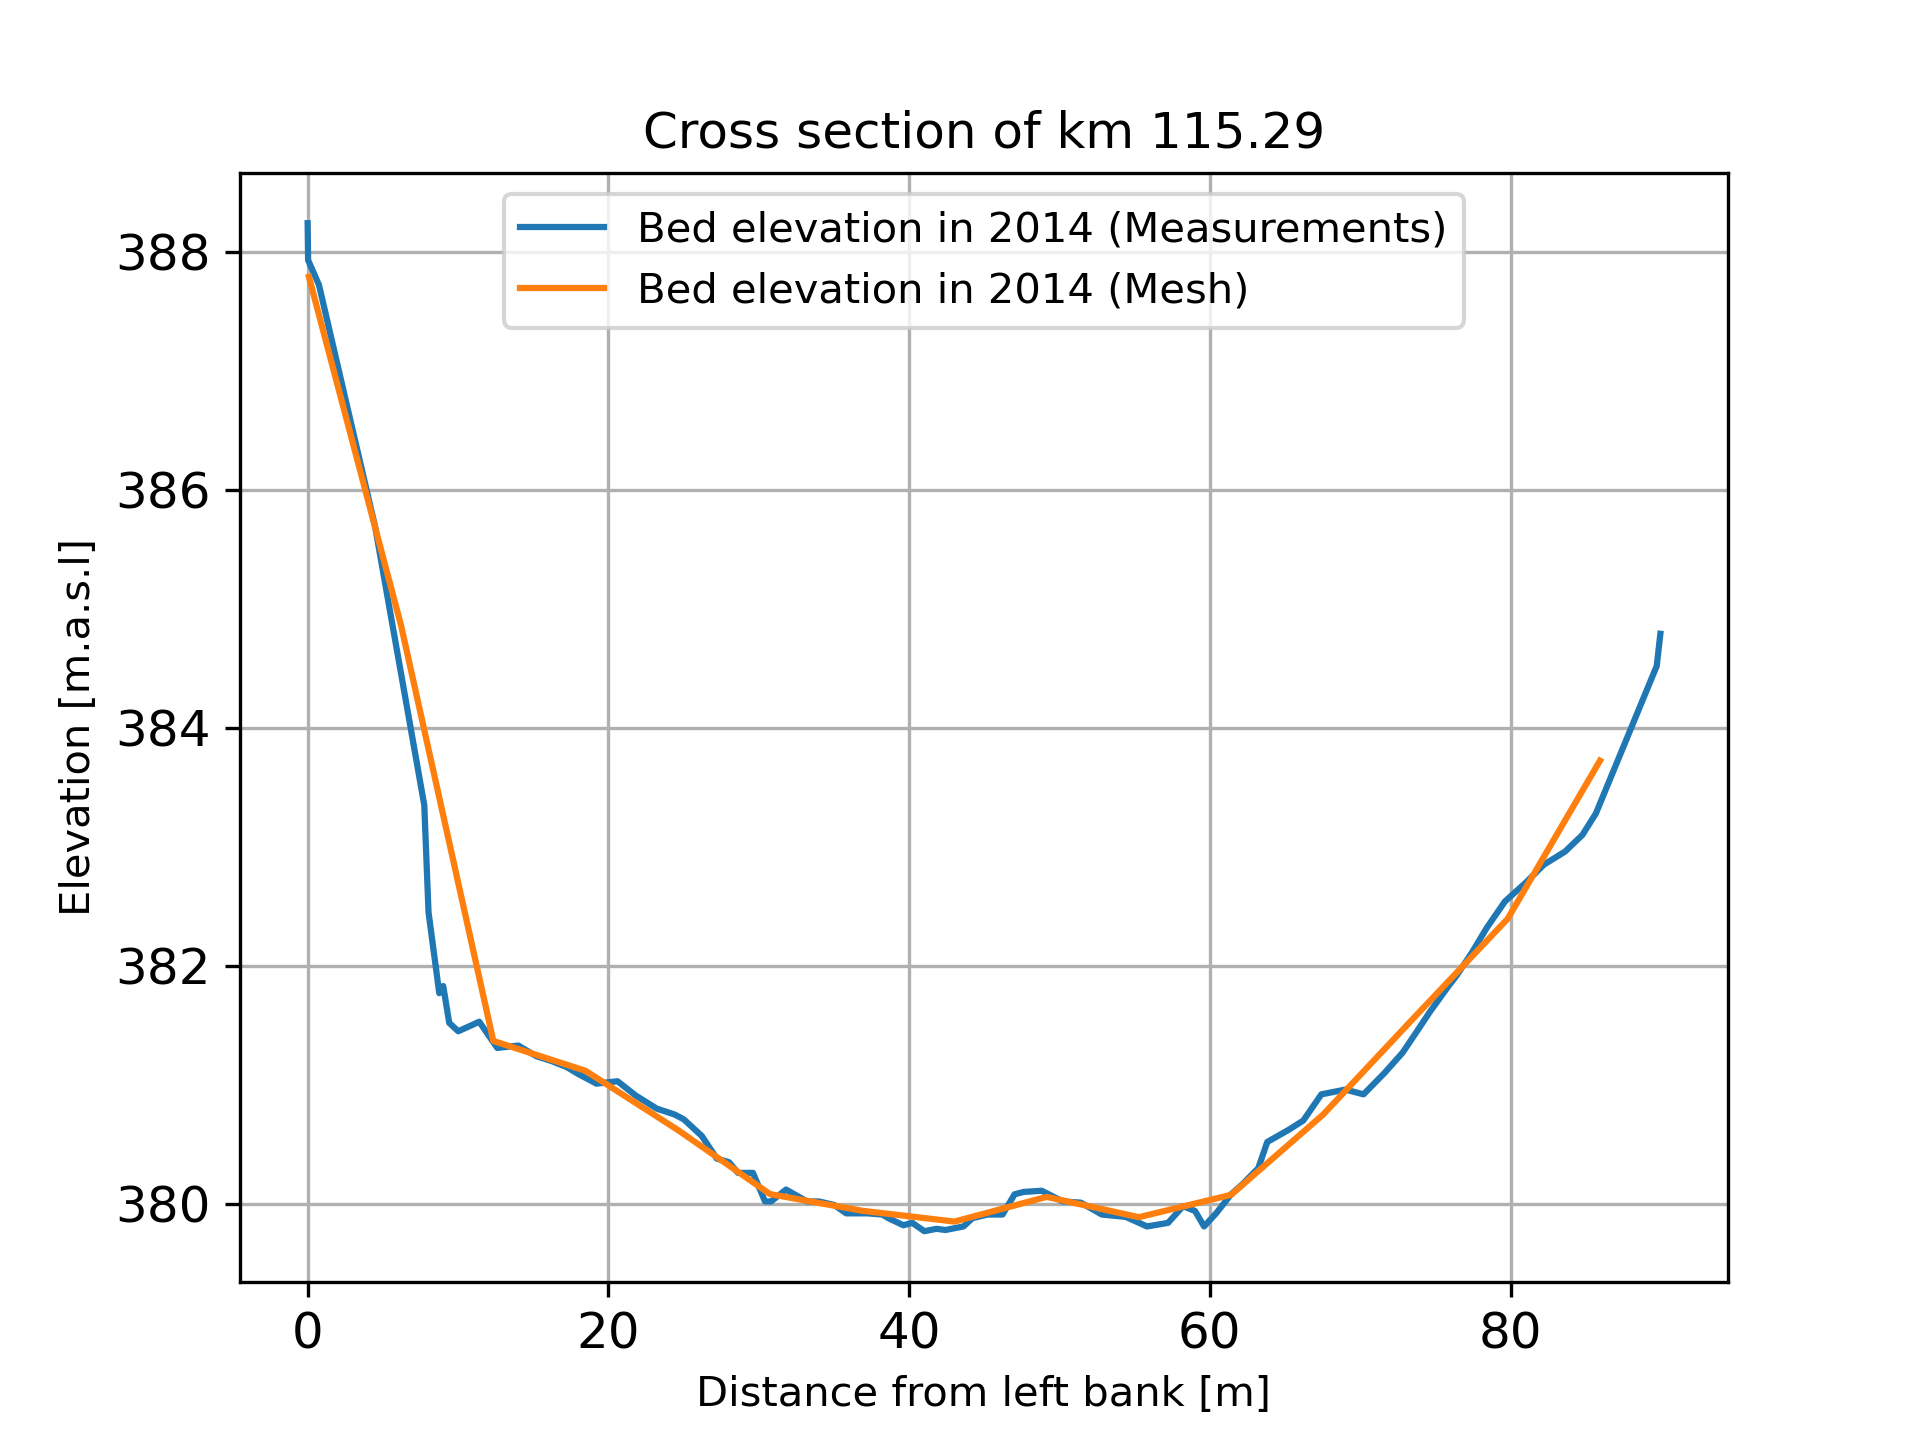 Cross section of km 115.29
Bed elevation in 2014 (Measurements)
Bed elevation in 2014 (Mesh)
Elevation [m.a.s.l]
388
386
384
382
380
0 20 40 60 80
Distance from left bank [m]